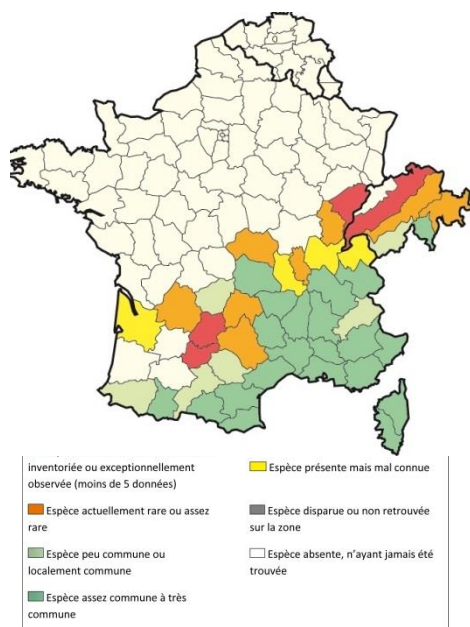 inventoriée ou exceptionnellement
observée (moins de 5 données)
Espèce présente mais mal connue
Espèce actuellement rare ou assez
rare
Espèce disparue ou non retrouvée
sur la zone
Espèce peu commune ou
localement commune
Espèce absente, n'ayant jamais été
trouvée
Espèce assez commune à très
commune